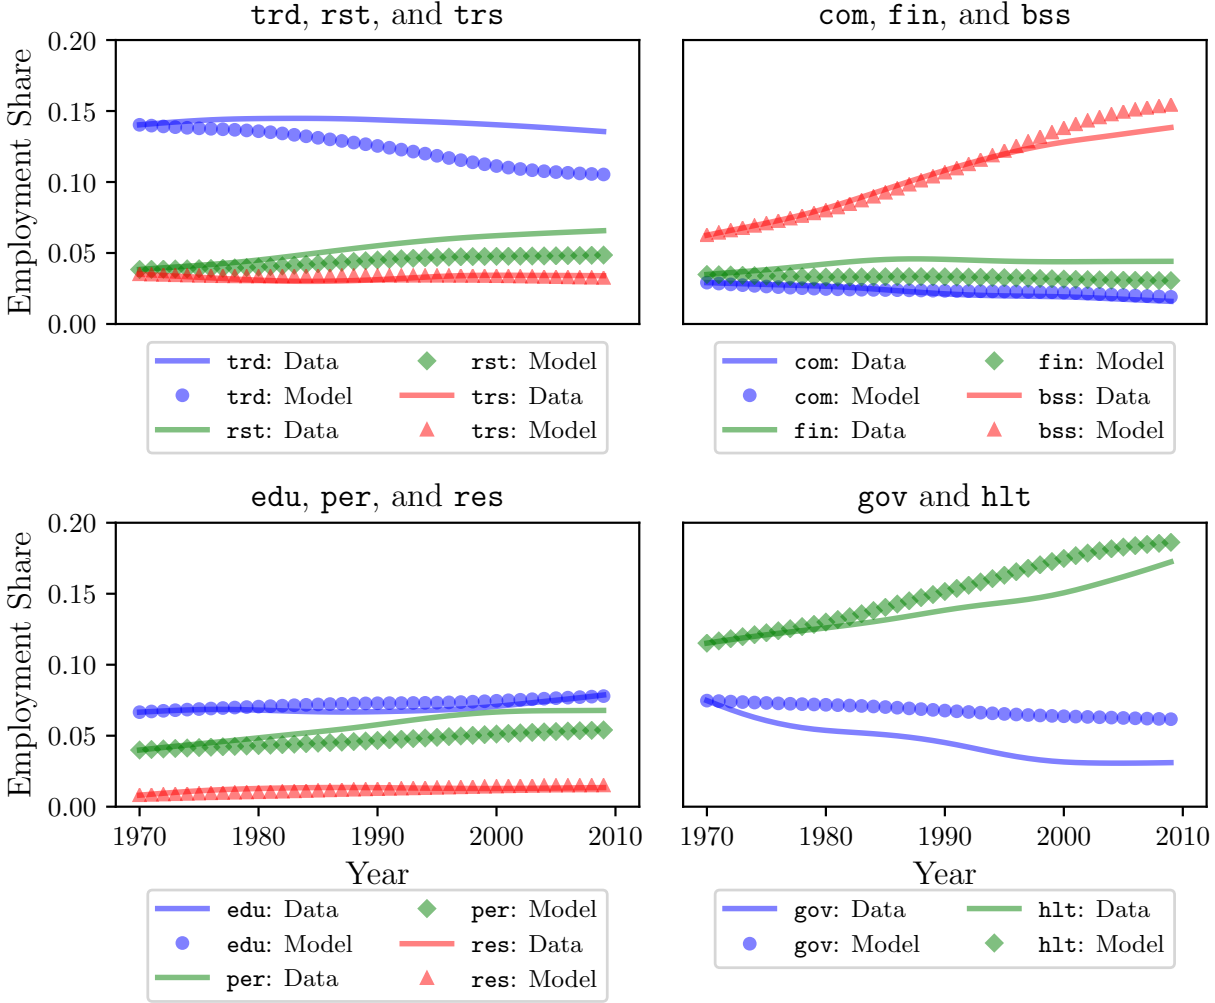 trd, rst, and trs
com, fin, and bss
Employment Share
0.20
0.15
0.10
0.05
0.00
trd: Data
trd: Model
rst: Data
rst: Model
trs: Data
trs: Model
com: Data
com: Model
fin: Data
fin: Model
bss: Data
bss: Model
edu, per, and res
gov and hlt
Employment Share
0.20
0.15
0.10
0.05
0.00
1970 1980 1990 2000 2010
Year
1970 1980 1990 2000 2010
Year
edu: Data
edu: Model
per: Data
per: Model
res: Data
res: Model
gov: Data
gov: Model
hlt: Data
hlt: Model